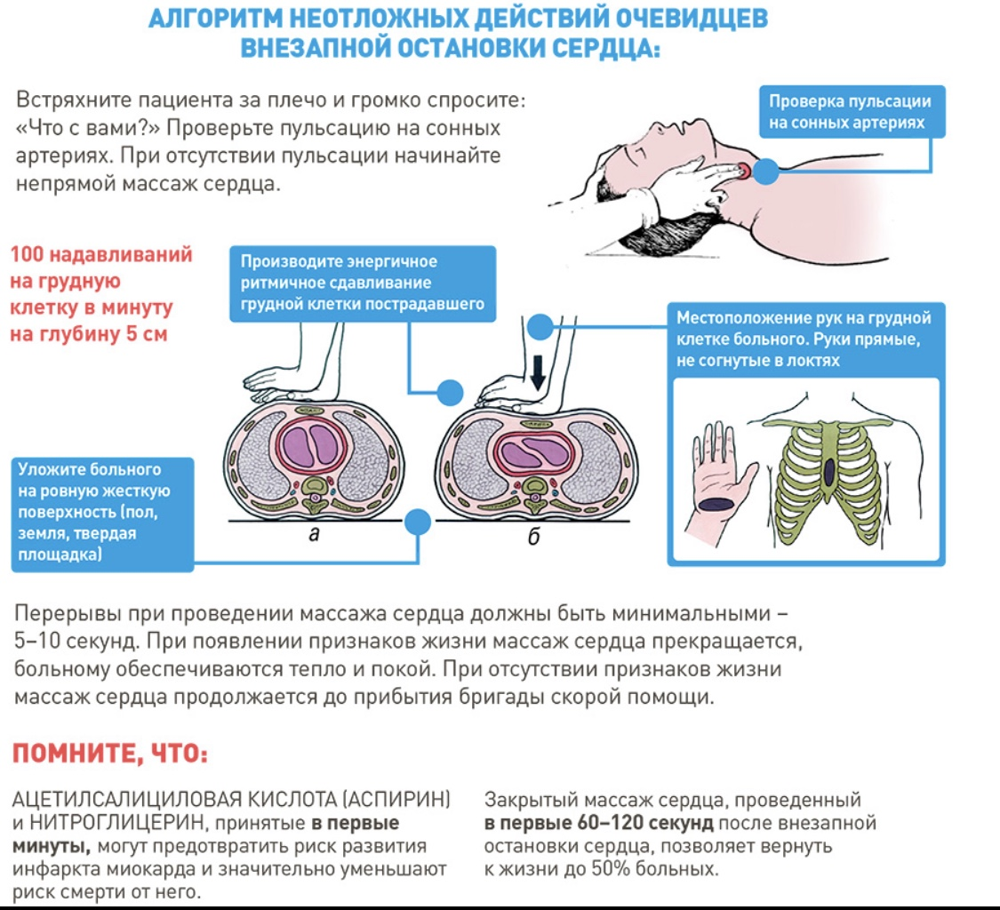 АЛГОРИТМ НЕОТЛОЖНЫХ ДЕЙСТВИЙ ОЧЕВИДЦЕВ
ВНЕЗАПНОЙ ОСТАНОВКИ СЕРДЦА:
Встряхните пациента за плечо и громко спросите:
«Что с вами?» Проверьте пульсацию на сонных
артериях. При отсутствии пульсации начинайте
непрямой массаж сердца.
Проверка пульсации
на сонных артериях
100 надавливаний
на грудную
клетку в минуту
на глубину 5 см
Производите энергичное
ритмичное сдавливание
грудной клетки пострадавшего
Местоположение рук на грудной
клетке больного. Руки прямые,
не согнутые в локтях
Уложите больного
на ровную жесткую
поверхность (пол,
земля, твердая
площадка)
а
б
Перерывы при проведении массажа сердца должны быть минимальными –
5–10 секунд. При появлении признаков жизни массаж сердца прекращается,
больному обеспечиваются тепло и покой. При отсутствии признаков жизни
массаж сердца продолжается до прибытия бригады скорой помощи.
ПОМНИТЕ, ЧТО:
АЦЕТИЛСАЛИЦИЛОВАЯ КИСЛОТА (АСПИРИН)
и НИТРОГЛИЦЕРИН, принятые в первые
минуты, могут предотвратить риск развития
инфаркта миокарда и значительно уменьшают
риск смерти от него.
Закрытый массаж сердца, проведенный
в первые 60–120 секунд после внезапной
остановки сердца, позволяет вернуть
к жизни до 50% больных.